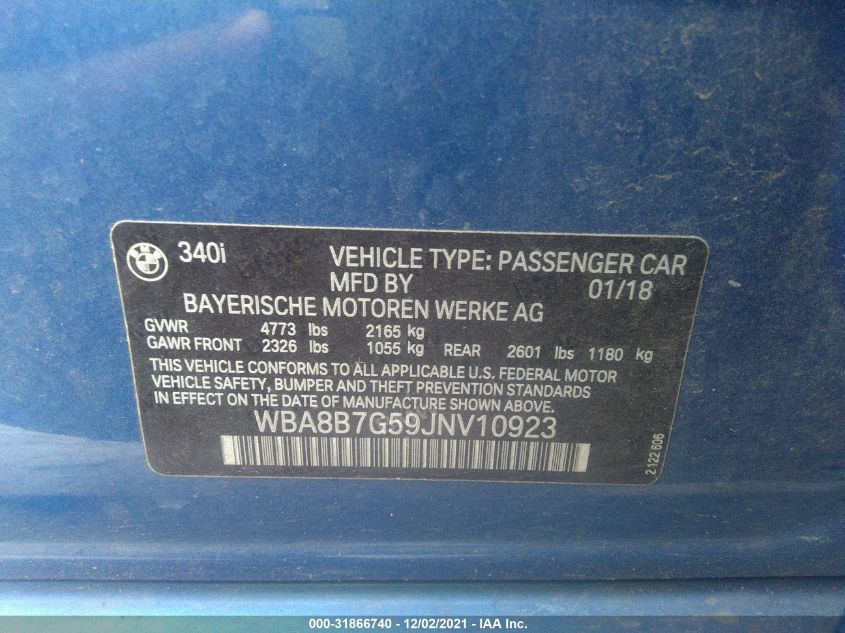 340i VEHICLE TYPE: PASSENGER CAR
MFD BY 01/18
BAYERISCHE MOTOREN WERKE AG
GVWR 4773 lbs 2165 kg
GAWR FRONT 2326 lbs 1055 kg REAR 2601 lbs 1180 kg
THIS VEHICLE CONFORMS TO ALL APPLICABLE U.S. FEDERAL MOTOR
VEHICLE SAFETY, BUMPER AND THEFT PREVENTION STANDARDS
IN EFFECT ON THE DATE OF MANUFACTURE SHOWN ABOVE
WBA8B7G59JNV10923
2 122 606
000-31866740 - 12/02/2021 - IAA Inc.